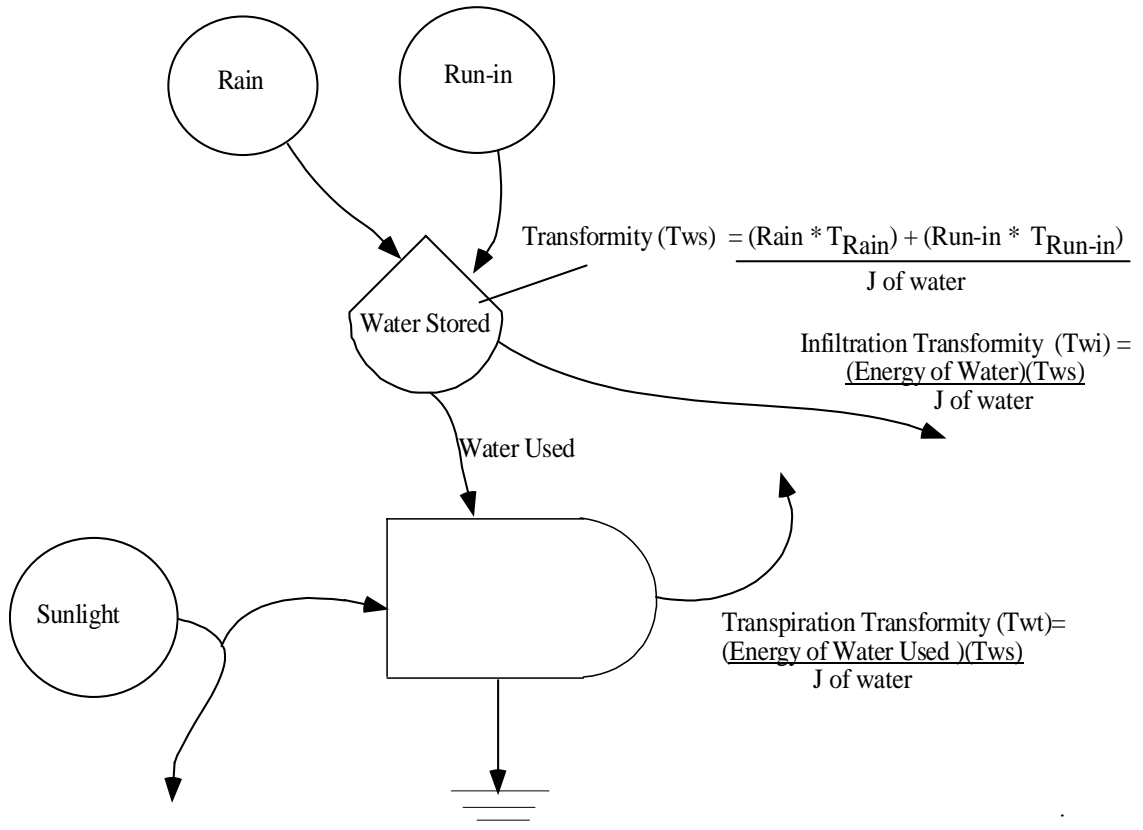 Rain
Run-in
Transformity (Tws) = (Rain * TRain) + (Run-in * TRun-in)
J of water
Water Stored
Infiltration Transformity (Twi) =
(Energy of Water)(Tws)
J of water
Water Used
Sunlight
Transpiration Transformity (Twt)=
(Energy of Water Used )(Tws)
J of water
.